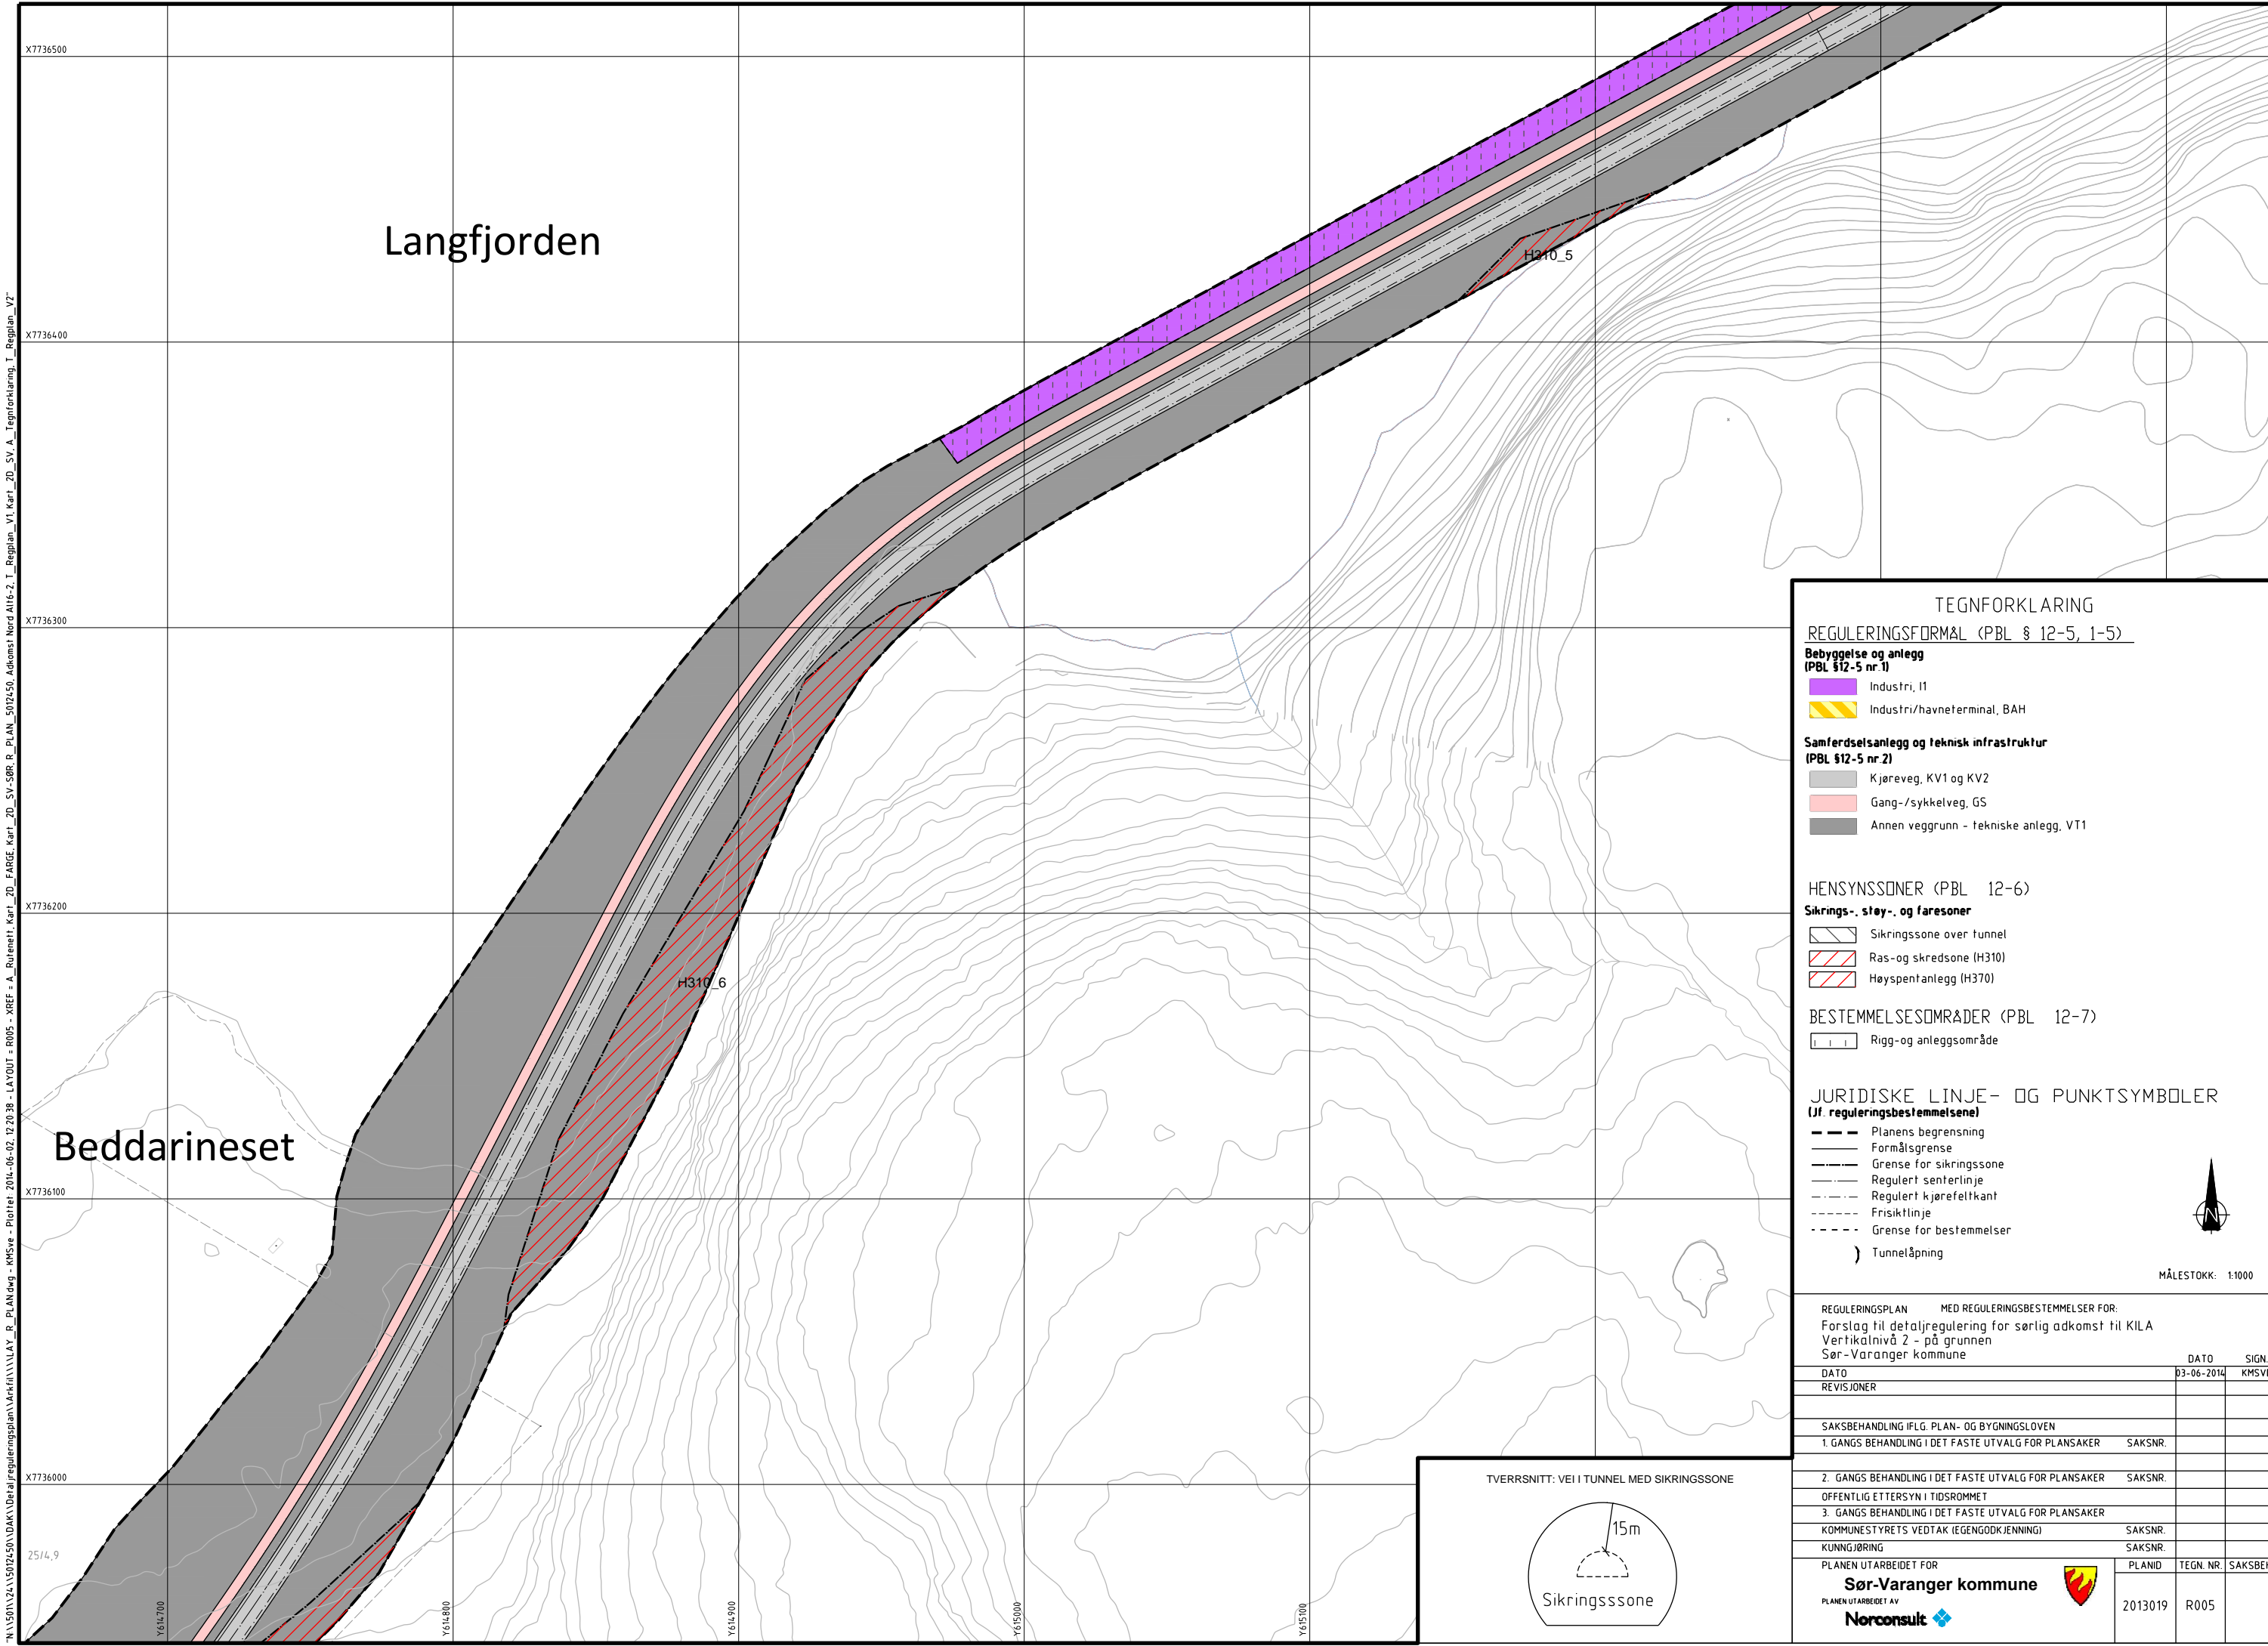 X7736500
Langfjorden
H310_5
X7736400
X7736300
X7736200
H310_6
Beddarineset
X7736100
X7736000
25/4,9
Y614700
Y614800
Y614900
Y615000
Y615100
TEGNFORKLARING
REGULERINGSFORMÅL (PBL § 12-5, 1-5)
Bebyggelse og anlegg
(PBL §12-5 nr.1)
Industri, I1
Industri/havneterminal, BAH
Samferdselsanlegg og teknisk infrastruktur
(PBL §12-5 nr.2)
Kjøreveg, KV1 og KV2
Gang-/sykkelveg, GS
Annen veggrunn - tekniske anlegg, VT1
HENSYNSSONER (PBL 12-6)
Sikrings-, støy-, og faresoner
Sikringssone over tunnel
Ras-og skredsone (H310)
Høyspentanlegg (H370)
BESTEMMELSESOMRÅDER (PBL 12-7)
Rigg-og anleggsområde
JURIDISKE LINJE- OG PUNKTSYMBOLER
(Jf. reguleringsbestemmelsene)
Planens begrensning
Formålsgrense
Grense for sikringssone
Regulert senterlinje
Regulert kjørefeltkant
Frisiktlinje
Grense for bestemmelser
Tunnelåpning
N
MÅLESTOKK: 1:1000
REGULERINGSPLAN MED REGULERINGSBESTEMMELSER FOR:
Forslag til detaljregulering for sørlig adkomst til KILA
Vertikalnivå 2 - på grunnen
Sør-Varanger kommune
DATO SIGN.
DATO 03-06-2014
REVISJONER
SAKSBEHANDLING IFLG. PLAN- OG BYGNINGSLOVEN
1. GANGS BEHANDLING I DET FASTE UTVALG FOR PLANSAKER SAKSNR.
2. GANGS BEHANDLING I DET FASTE UTVALG FOR PLANSAKER SAKSNR.
OFFENTLIG ETTERSYN I TIDSROMMET
3. GANGS BEHANDLING I DET FASTE UTVALG FOR PLANSAKER
KOMMUNESTYRETS VEDTAK (EGENGODKJENNING) SAKSNR.
KUNNGJØRING SAKSNR.
PLANEN UTARBEIDET FOR
Sør-Varanger kommune
PLANEN UTARBEIDET AV
Norconsult
PLANID TEGN. NR.
2013019 R005
TVERRSNITT: VEI I TUNNEL MED SIKRINGSSONE
15m
Sikringsssone